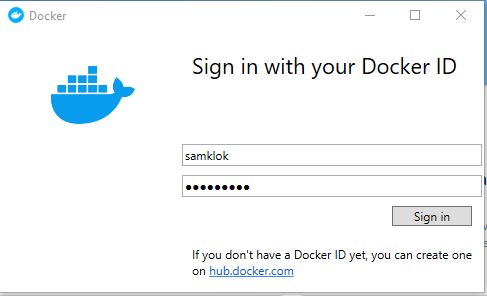 Docker
Sign in with your Docker ID
samklok
●●●●●●●●●
Sign in
If you don't have a Docker ID yet, you can create one
on hub.docker.com